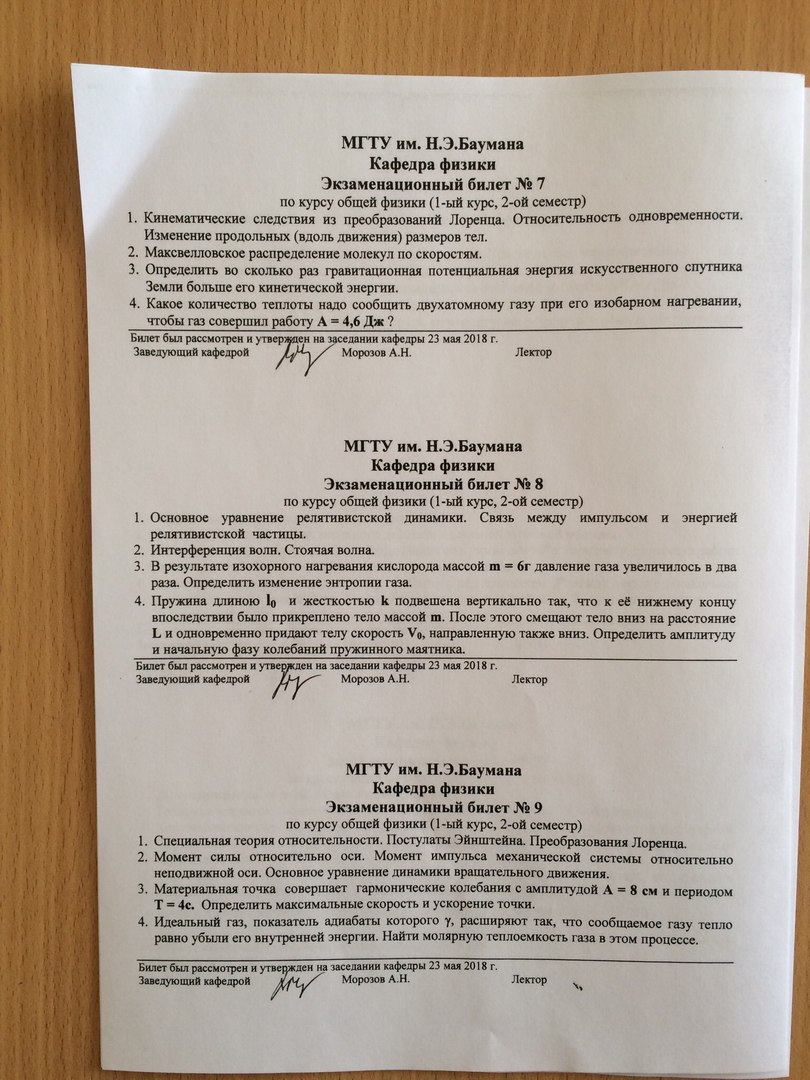 МГТУ им. Н.Э.Баумана
Кафедра физики
Экзаменационный билет № 7
по курсу общей физики (1-ый курс, 2-ой семестр)
1. Кинематические следствия из преобразований Лоренца. Относительность одновременности.
Изменение продольных (вдоль движения) размеров тел.
2. Максвелловское распределение молекул по скоростям.
3. Определить во сколько раз гравитационная потенциальная энергия искусственного спутника
Земли больше его кинетической энергии.
4. Какое количество теплоты надо сообщить двухатомному газу при его изобарном нагревании,
чтобы газ совершил работу A = 4,6 Дж ?
Билет был рассмотрен и утвержден на заседании кафедры 23 мая 2018 г.
Заведующий кафедрой Морозов А.Н. Лектор
МГТУ им. Н.Э.Баумана
Кафедра физики
Экзаменационный билет № 8
по курсу общей физики (1-ый курс, 2-ой семестр)
1. Основное уравнение релятивистской динамики. Связь между импульсом и энергией
релятивистской частицы.
2. Интерференция волн. Стоячая волна.
3. В результате изохорного нагревания кислорода массой m = 6г давление газа увеличилось в два
раза. Определить изменение энтропии газа.
4. Пружина длиною l₀ и жесткостью k подвешена вертикально так, что к её нижнему концу
впоследствии было прикреплено тело массой m. После этого смещают тело вниз на расстояние
L и одновременно придают телу скорость V₀, направленную также вниз. Определить амплитуду
и начальную фазу колебаний пружинного маятника.
Билет был рассмотрен и утвержден на заседании кафедры 23 мая 2018 г.
Заведующий кафедрой Морозов А.Н. Лектор
МГТУ им. Н.Э.Баумана
Кафедра физики
Экзаменационный билет № 9
по курсу общей физики (1-ый курс, 2-ой семестр)
1. Специальная теория относительности. Постулаты Эйнштейна. Преобразования Лоренца.
2. Момент силы относительно оси. Момент импульса механической системы относительно
неподвижной оси. Основное уравнение динамики вращательного движения.
3. Материальная точка совершает гармонические колебания с амплитудой A = 8 см и периодом
T = 4с. Определить максимальные скорость и ускорение точки.
4. Идеальный газ, показатель адиабаты которого γ, расширяют так, что сообщаемое газу тепло
равно убыли его внутренней энергии. Найти молярную теплоемкость газа в этом процессе.
Билет был рассмотрен и утвержден на заседании кафедры 23 мая 2018 г.
Заведующий кафедрой Морозов А.Н. Лектор